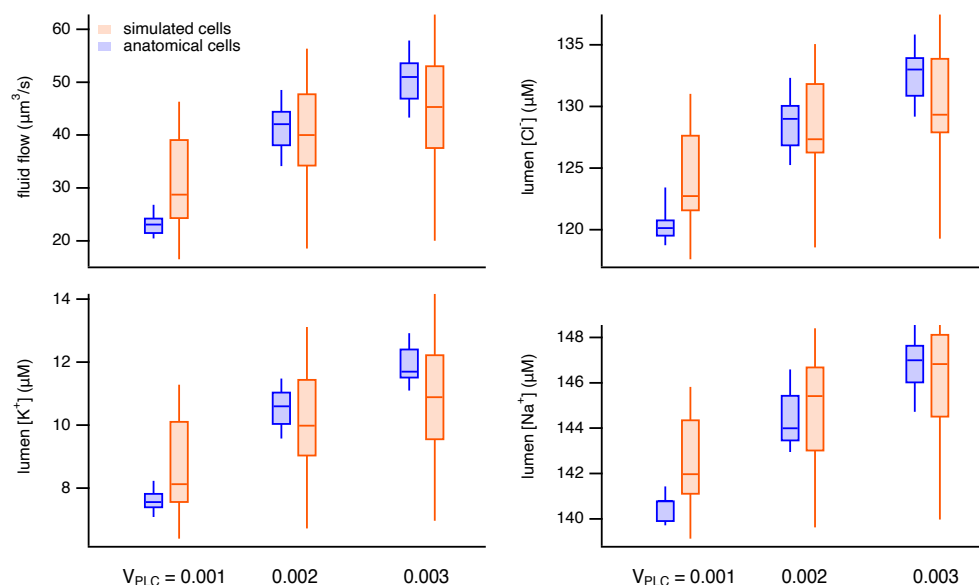 simulated cells
anatomical cells
fluid flow (µm³/s)
60
50
40
30
20
lumen [Cl⁻] (µM)
135
130
125
120
lumen [K⁺] (µM)
14
12
10
8
lumen [Na⁺] (µM)
148
146
144
142
140
V_PLC = 0.001 0.002 0.003
V_PLC = 0.001 0.002 0.003